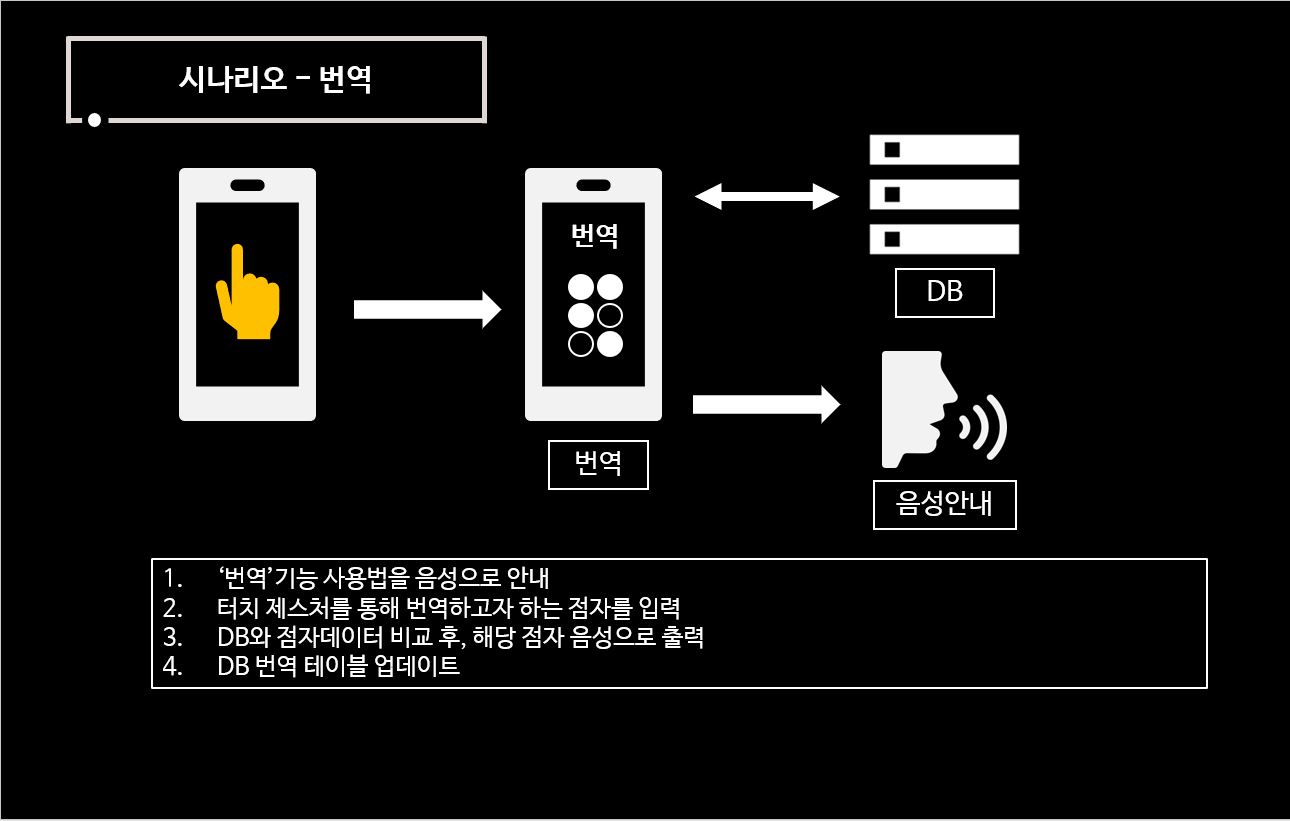 시나리오 – 번역
번역
DB
번역
음성안내
1. ‘번역’기능 사용법을 음성으로 안내
2. 터치 제스처를 통해 번역하고자 하는 점자를 입력
3. DB와 점자데이터 비교 후, 해당 점자 음성으로 출력
4. DB 번역 테이블 업데이트